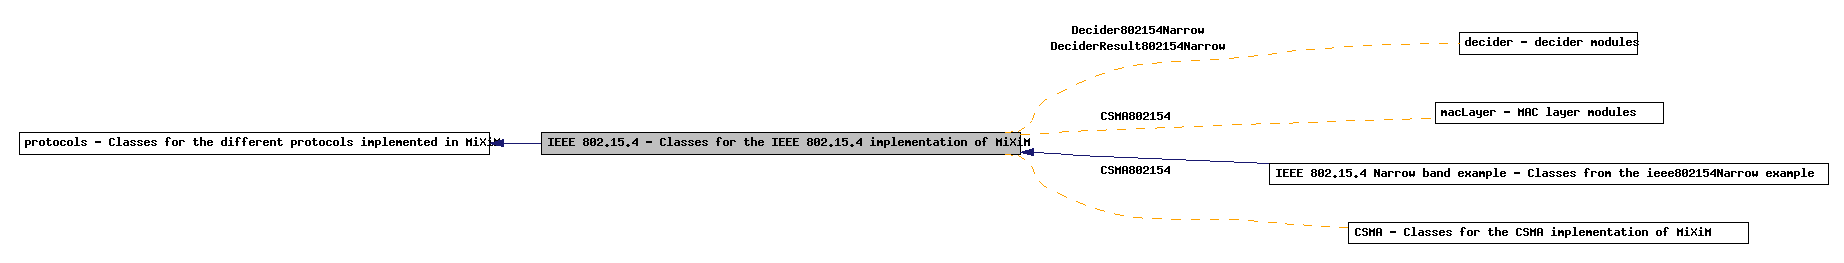 Decider802154Narrow
DeciderResult802154Narrow
decider - decider modules
macLayer - MAC layer modules
CSMA802154
protocols - Classes for the different protocols implemented in MiXiM
IEEE 802.15.4 - Classes for the IEEE 802.15.4 implementation of MiXiM
CSMA802154
IEEE 802.15.4 Narrow band example - Classes from the ieee802154Narrow example
CSMA - Classes for the CSMA implementation of MiXiM